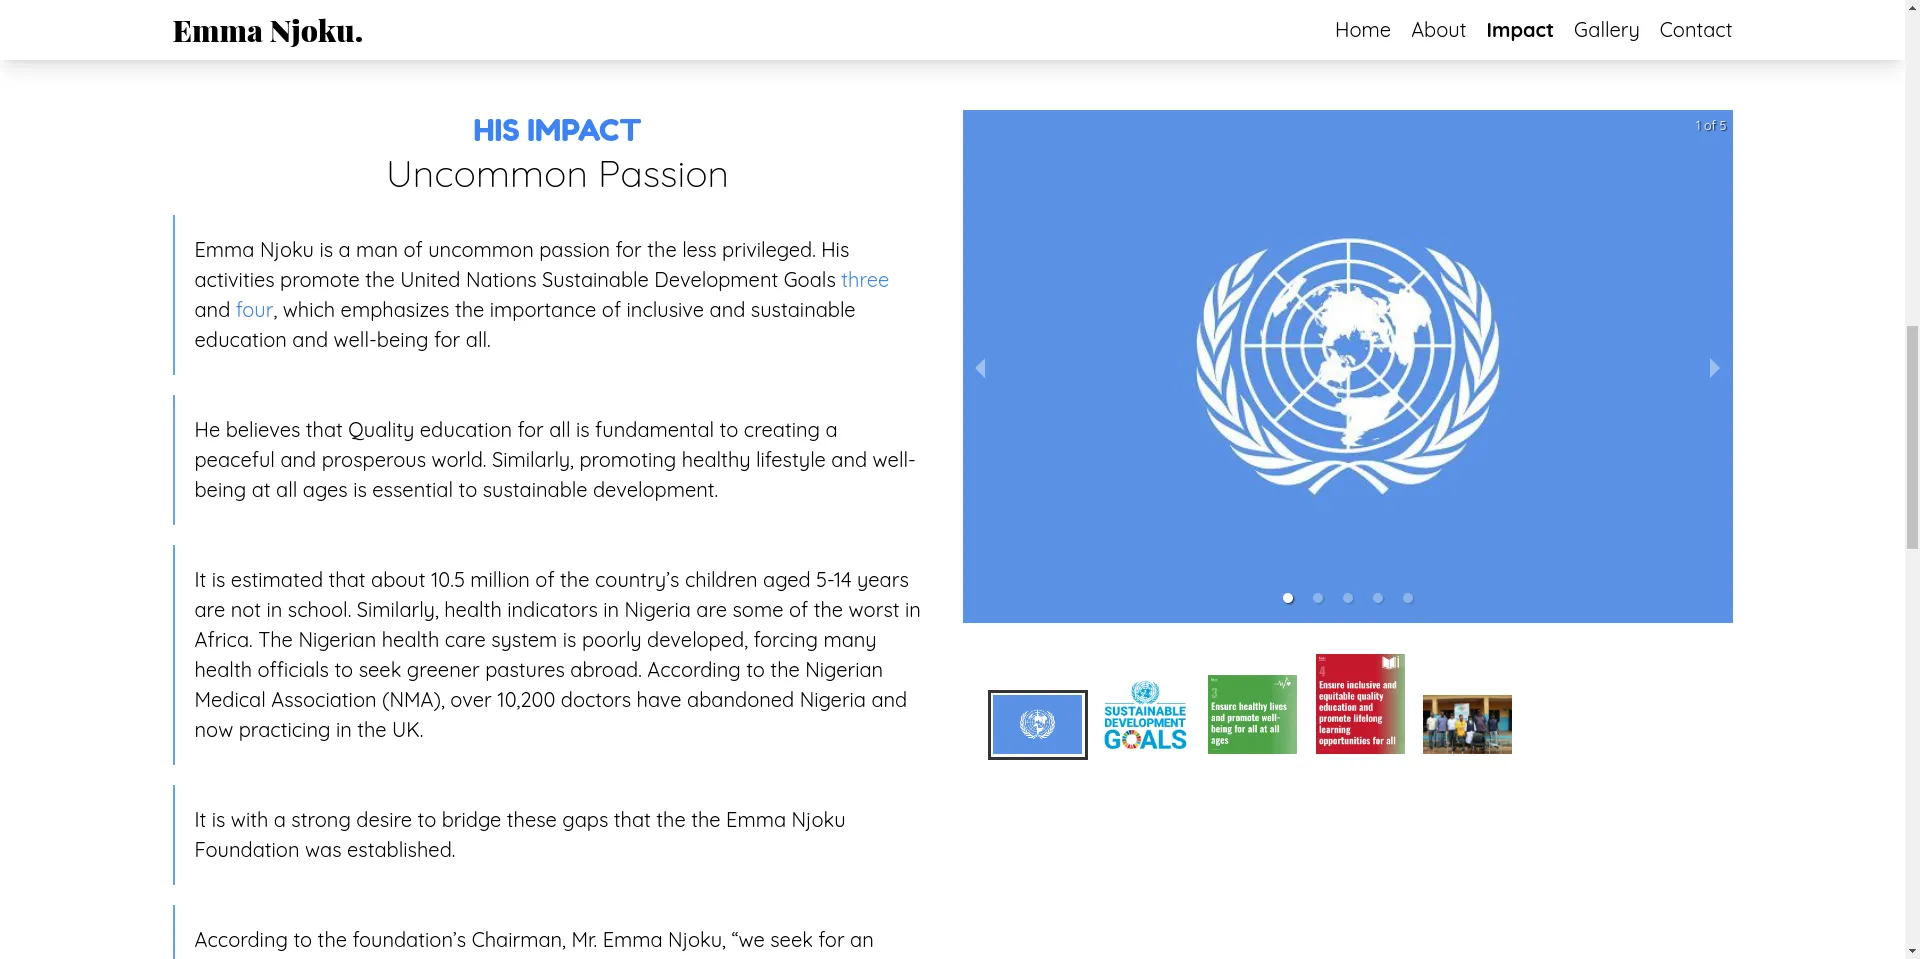 Emma Njoku.
Home
About
Impact
Gallery
Contact
HIS IMPACT
Uncommon Passion
Emma Njoku is a man of uncommon passion for the less privileged. His
activities promote the United Nations Sustainable Development Goals three
and four, which emphasizes the importance of inclusive and sustainable
education and well-being for all.
He believes that Quality education for all is fundamental to creating a
peaceful and prosperous world. Similarly, promoting healthy lifestyle and well-
being at all ages is essential to sustainable development.
It is estimated that about 10.5 million of the country’s children aged 5-14 years
are not in school. Similarly, health indicators in Nigeria are some of the worst in
Africa. The Nigerian health care system is poorly developed, forcing many
health officials to seek greener pastures abroad. According to the Nigerian
Medical Association (NMA), over 10,200 doctors have abandoned Nigeria and
now practicing in the UK.
It is with a strong desire to bridge these gaps that the the Emma Njoku
Foundation was established.
According to the foundation’s Chairman, Mr. Emma Njoku, “we seek for an
1 of 5
SUSTAINABLE
DEVELOPMENT
GOALS
3
Ensure healthy lives
and promote well-
being for all at all
ages
4
Ensure inclusive and
equitable quality
education and
promote lifelong
learning
opportunities for all